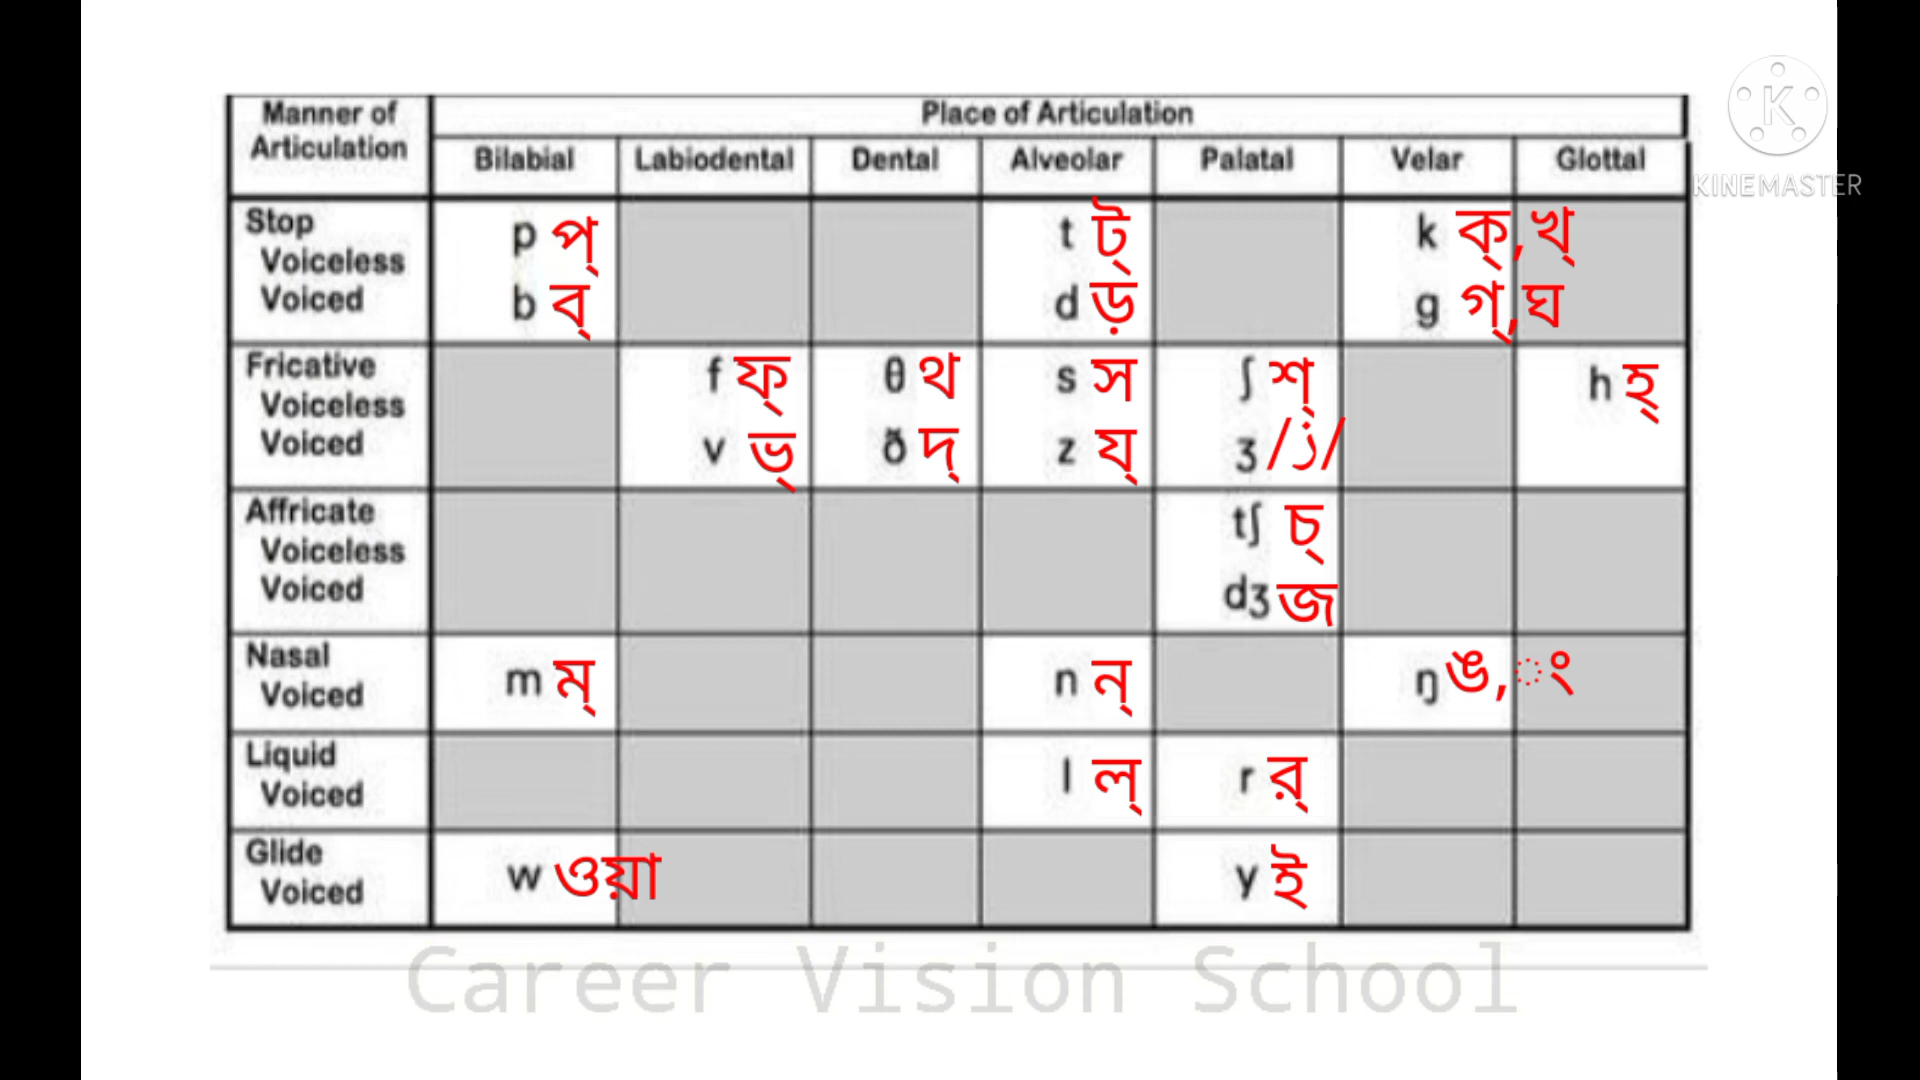 Manner of Articulation
Place of Articulation
Bilabial Labiodental Dental Alveolar Palatal Velar Glottal
Stop
Voiceless p প্ t ট্ k ক্,খ্
Voiced b ব্ d ড় g গ্,ঘ
Fricative
Voiceless f ফ্ θ থ s স ʃ শ্ h হ্
Voiced v ভ্ ð দ্ z য্ ʒ /ز/
Affricate
Voiceless tʃ চ্
Voiced dʒ জ
Nasal
Voiced m ম্ n ন্ ŋ ঙ,ং
Liquid
Voiced l ল্ r র্
Glide
Voiced w ওয়া y ই
Career Vision School
KINEMASTER